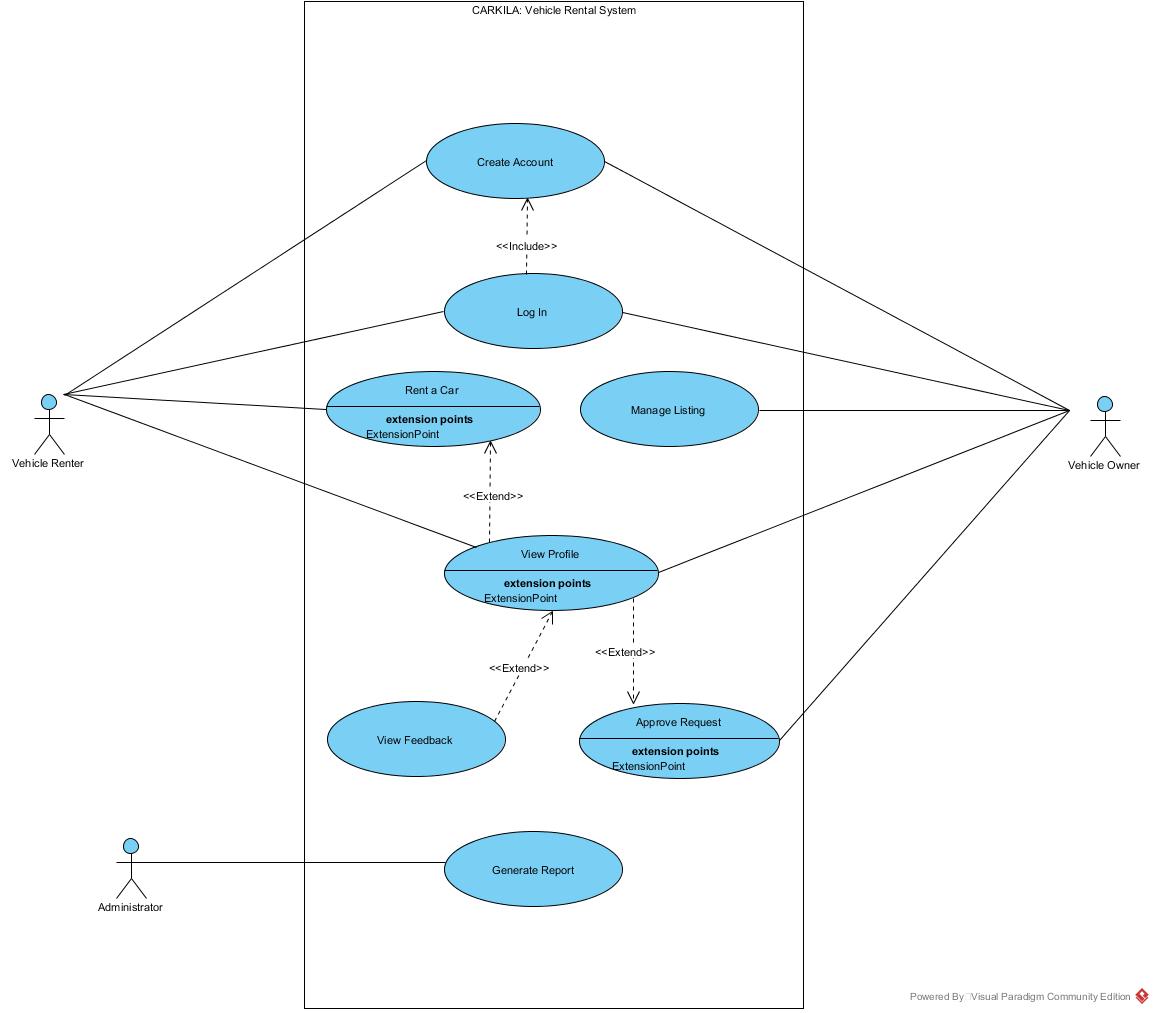 CARKILA: Vehicle Rental System
Create Account
<<Include>>
Log In
Rent a Car
extension points
ExtensionPoint
Manage Listing
Vehicle Renter
Vehicle Owner
<<Extend>>
View Profile
extension points
ExtensionPoint
<<Extend>>
<<Extend>>
View Feedback
Approve Request
extension points
ExtensionPoint
Generate Report
Administrator
Powered By Visual Paradigm Community Edition